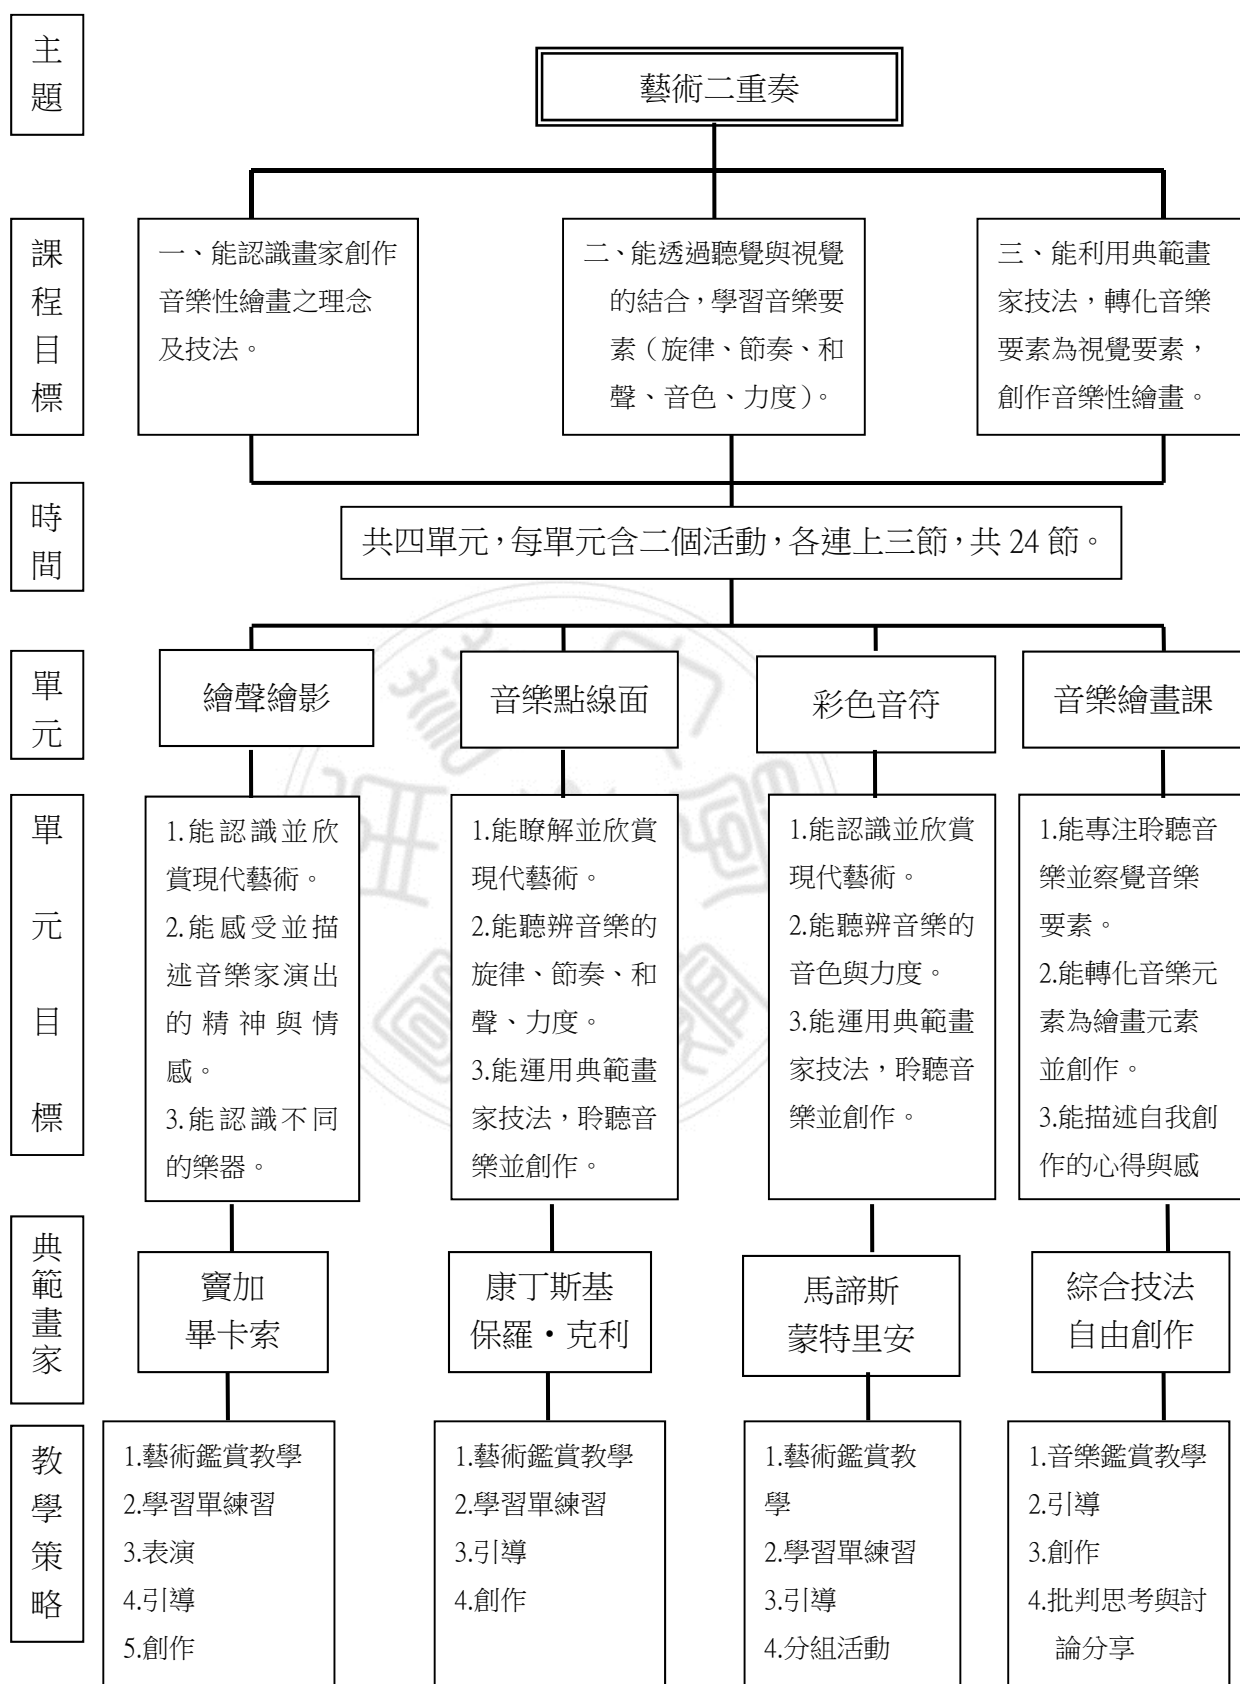 主題
藝術二重奏
課程目標
一、能認識畫家創作
音樂性繪畫之理念
及技法。
二、能透過聽覺與視覺
的結合，學習音樂要
素（旋律、節奏、和
聲、音色、力度）。
三、能利用典範畫
家技法，轉化音樂
要素為視覺要素，
創作音樂性繪畫。
時間
共四單元，每單元含二個活動，各連上三節，共 24 節。
單元
繪聲繪影
音樂點線面
彩色音符
音樂繪畫課
單元目標
1.能認識並欣
賞現代藝術。
2.能感受並描
述音樂家演出
的精神與情
感。
3.能認識不同
的樂器。
1.能瞭解並欣賞
現代藝術。
2.能聽辨音樂的
旋律、節奏、和
聲、力度。
3.能運用典範畫
家技法，聆聽音
樂並創作。
1.能認識並欣賞
現代藝術。
2.能聽辨音樂的
音色與力度。
3.能運用典範畫
家技法，聆聽音
樂並創作。
1.能專注聆聽音
樂並察覺音樂
要素。
2.能轉化音樂元
素為繪畫元素
並創作。
3.能描述自我創
作的心得與感
典範畫家
竇加
畢卡索
康丁斯基
保羅・克利
馬諦斯
蒙特里安
綜合技法
自由創作
教學策略
1.藝術鑑賞教學
2.學習單練習
3.表演
4.引導
5.創作
1.藝術鑑賞教學
2.學習單練習
3.引導
4.創作
1.藝術鑑賞教
學
2.學習單練習
3.引導
4.分組活動
1.音樂鑑賞教學
2.引導
3.創作
4.批判思考與討
論分享